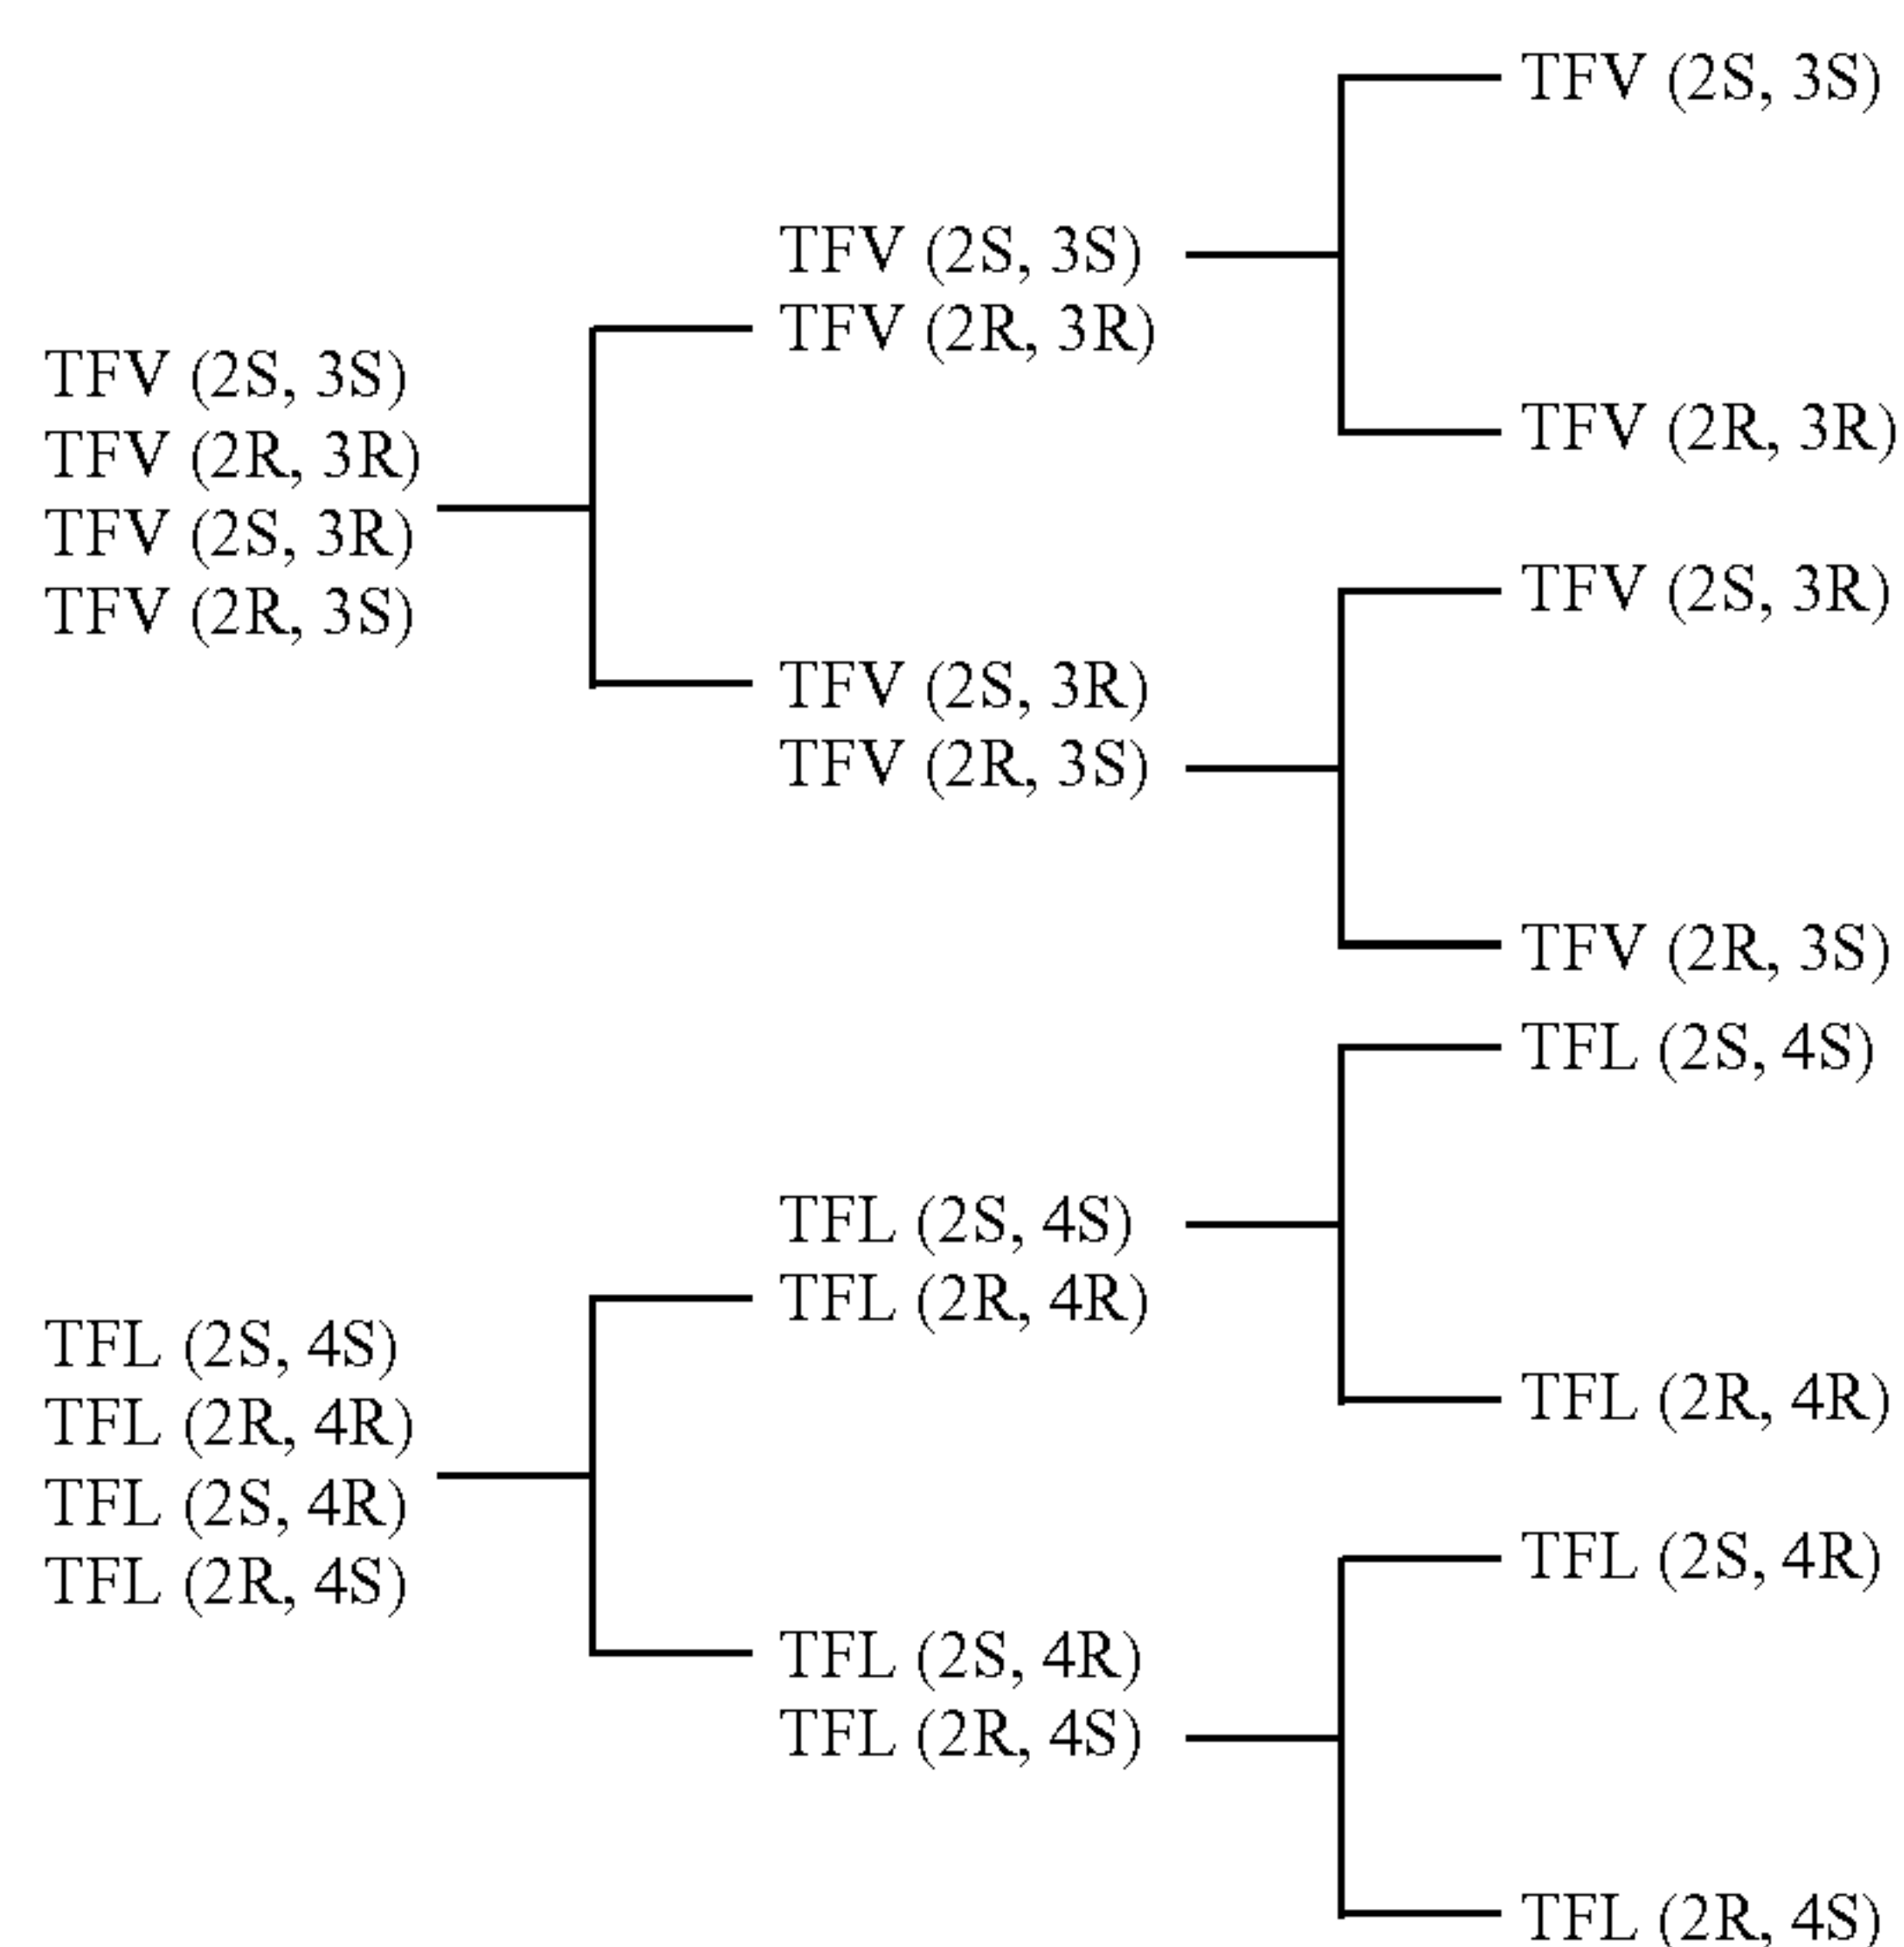 TFV (2S, 3S)
TFV (2R, 3R)
TFV (2S, 3R)
TFV (2R, 3S)
TFV (2S, 3S)
TFV (2R, 3R)
TFV (2S, 3R)
TFV (2R, 3S)
TFV (2S, 3S)
TFV (2R, 3R)
TFV (2S, 3R)
TFV (2R, 3S)
TFL (2S, 4S)
TFL (2R, 4R)
TFL (2S, 4R)
TFL (2R, 4S)
TFL (2S, 4S)
TFL (2R, 4R)
TFL (2S, 4R)
TFL (2R, 4S)
TFL (2S, 4S)
TFL (2R, 4R)
TFL (2S, 4R)
TFL (2R, 4S)